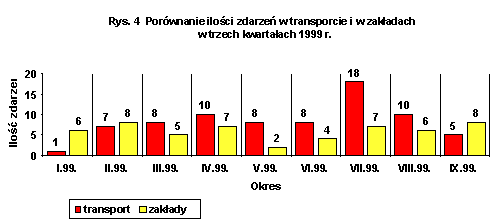 Rys. 4 Porównanie ilości zdarzeń w transporcie i w zakładach
w trzech kwartałach 1999 r.
Ilość zdarzeń
20
15
10
5
0
1 6 7 8 8 5 10 7 8 2 8 4 18 7 10 6 5 8
I.99. II.99. III.99. IV.99. V.99. VI.99. VII.99. VIII.99. IX.99.
Okres
transport zakłady